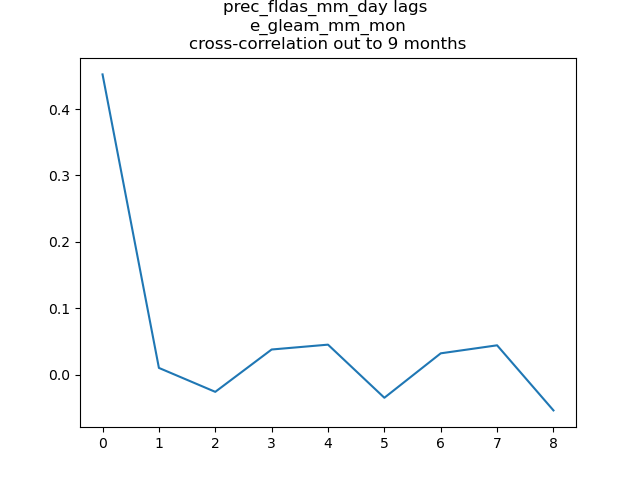 prec_fldas_mm_day lags
e_gleam_mm_mon
cross-correlation out to 9 months
0.4
0.3
0.2
0.1
0.0
0 1 2 3 4 5 6 7 8